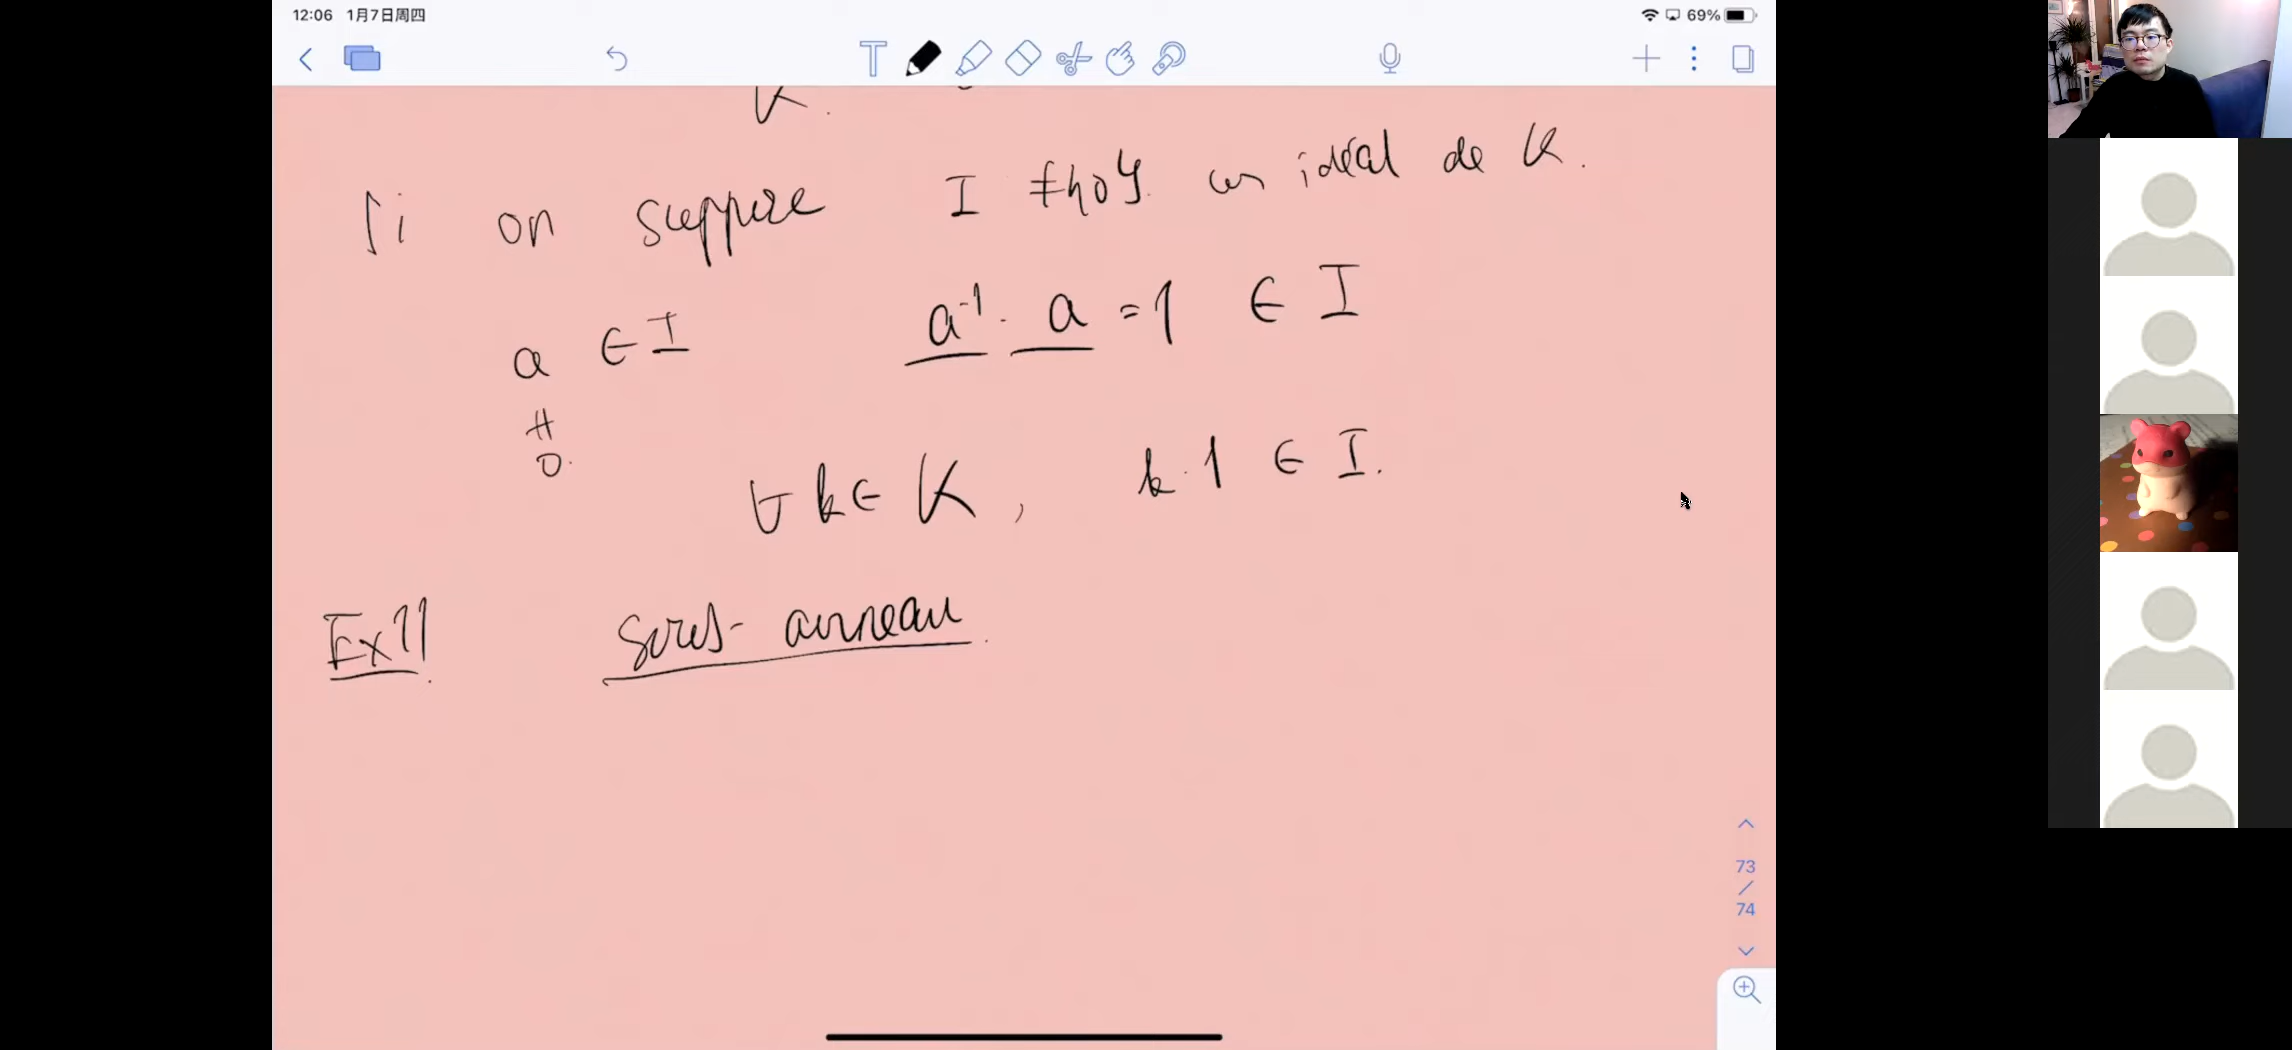 12:06 1月7日周四 69%
K.
Si on suppose I ≠ {0} un idéal de K.
a ∈ I a⁻¹ · a = 1 ∈ I
≠
0.
∀ k ∈ K, k · 1 ∈ I.
Ex 11. sous-anneau.
73
/
74